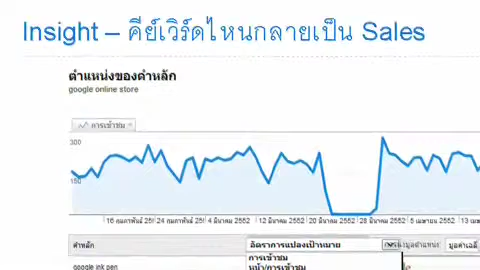 Insight – คีย์เวิร์ดไหนกลายเป็น Sales
ตำแหน่งของคำหลัก
google online store
การเข้าชม
300
150
16 กุมภาพันธ์ 255 24 กุมภาพันธ์ 255 4 มีนาคม 2552 12 มีนาคม 2552 20 มีนาคม 2552 28 มีนาคม 2552 5 เมษายน 2552 13 เม
คำหลัก อัตราการแปลงเป้าหมาย
google ink pen การเข้าชม
หน้า/การเข้าชม